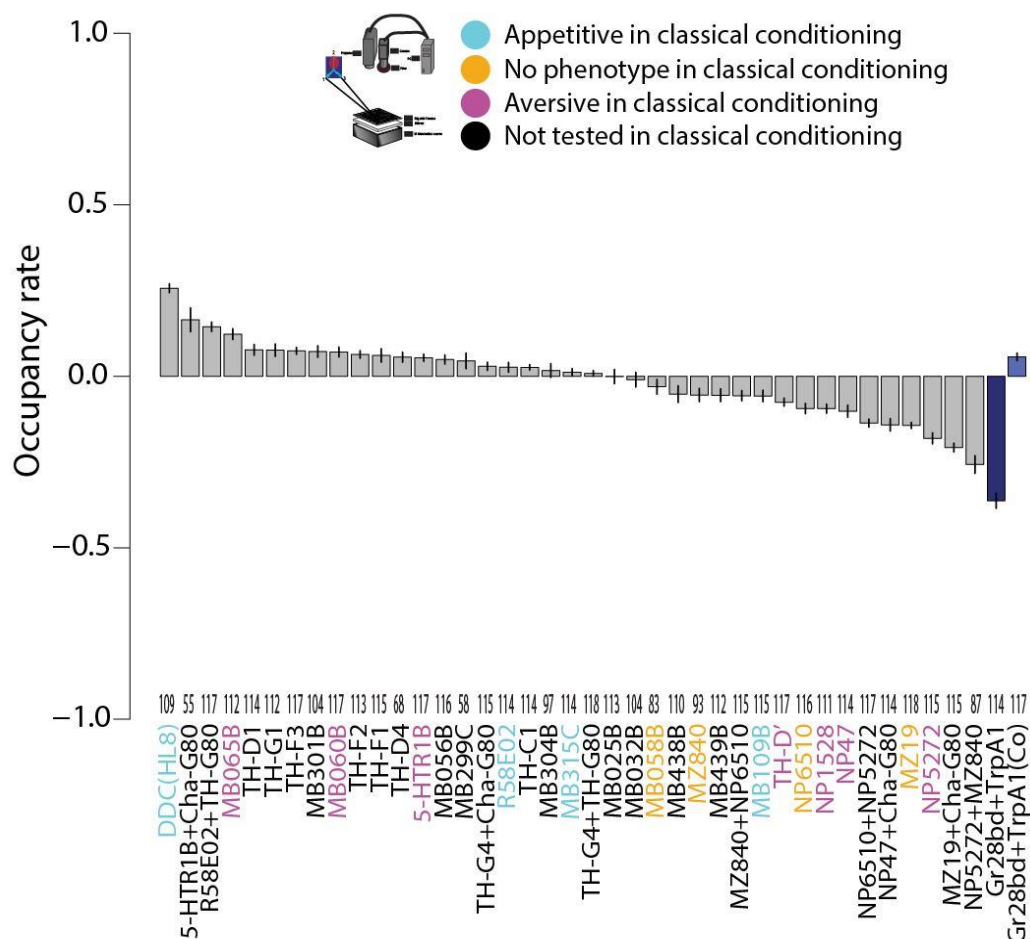 1.0
0.5
0.0
−0.5
−1.0
Occupancy rate
Appetitive in classical conditioning
No phenotype in classical conditioning
Aversive in classical conditioning
Not tested in classical conditioning
109 55 117 112 114 112 117 104 117 113 115 68 117 116 58 115 114 114 97 114 118 113 104 83 110 93 112 115 115 117 116 111 114 117 114 118 115 115 87 114 117
DDC(HL8)
5-HTR1B+Cha-G80
R58E02+TH-G80
MB065B
TH-D1
TH-G1
TH-F3
MB301B
MB060B
TH-F2
TH-F1
TH-D4
5-HTR1B
MB056B
MB299C
TH-G4+Cha-G80
R58E02
TH-C1
MB304B
MB315C
TH-G4+TH-G80
MB025B
MB032B
MB058B
MB438B
MZ840
MB439B
MZ840+NP6510
MB109B
TH-D'
NP6510
NP1528
NP47
NP6510+NP5272
NP47+Cha-G80
MZ19
NP5272
MZ19+Cha-G80
NP5272+MZ840
Gr28bd+TrpA1
Gr28bd+TrpA1(Co)